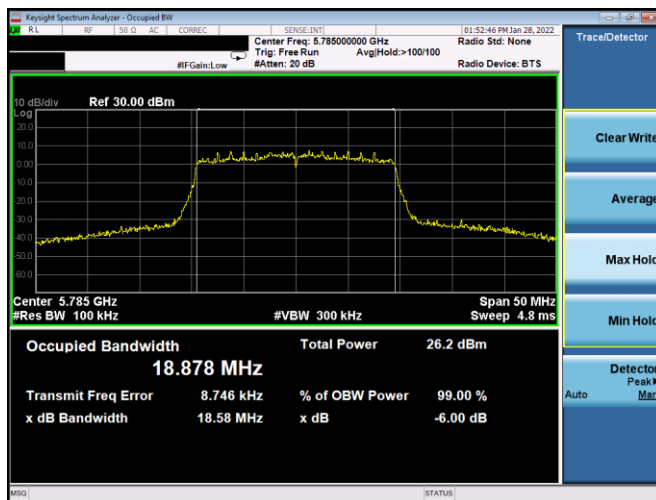 Keysight Spectrum Analyzer - Occupied BW
RL RF 50 Ω AC CORREC SENSE:INT 01:52:46 PM Jan 28, 2022
Center Freq: 5.785000000 GHz Radio Std: None
Trig: Free Run Avg|Hold:>100/100
#IFGain:Low #Atten: 20 dB Radio Device: BTS
Trace/Detector
10 dB/div Ref 30.00 dBm
Log
20.0
10.0
0.00
-10.0
-20.0
-30.0
-40.0
-50.0
-60.0
Center 5.785 GHz Span 50 MHz
#Res BW 100 kHz #VBW 300 kHz Sweep 4.8 ms
Occupied Bandwidth Total Power 26.2 dBm
18.878 MHz
Transmit Freq Error 8.746 kHz % of OBW Power 99.00 %
x dB Bandwidth 18.58 MHz x dB -6.00 dB
Clear Write
Average
Max Hold
Min Hold
Detector
Peak
Auto Man
MSG STATUS